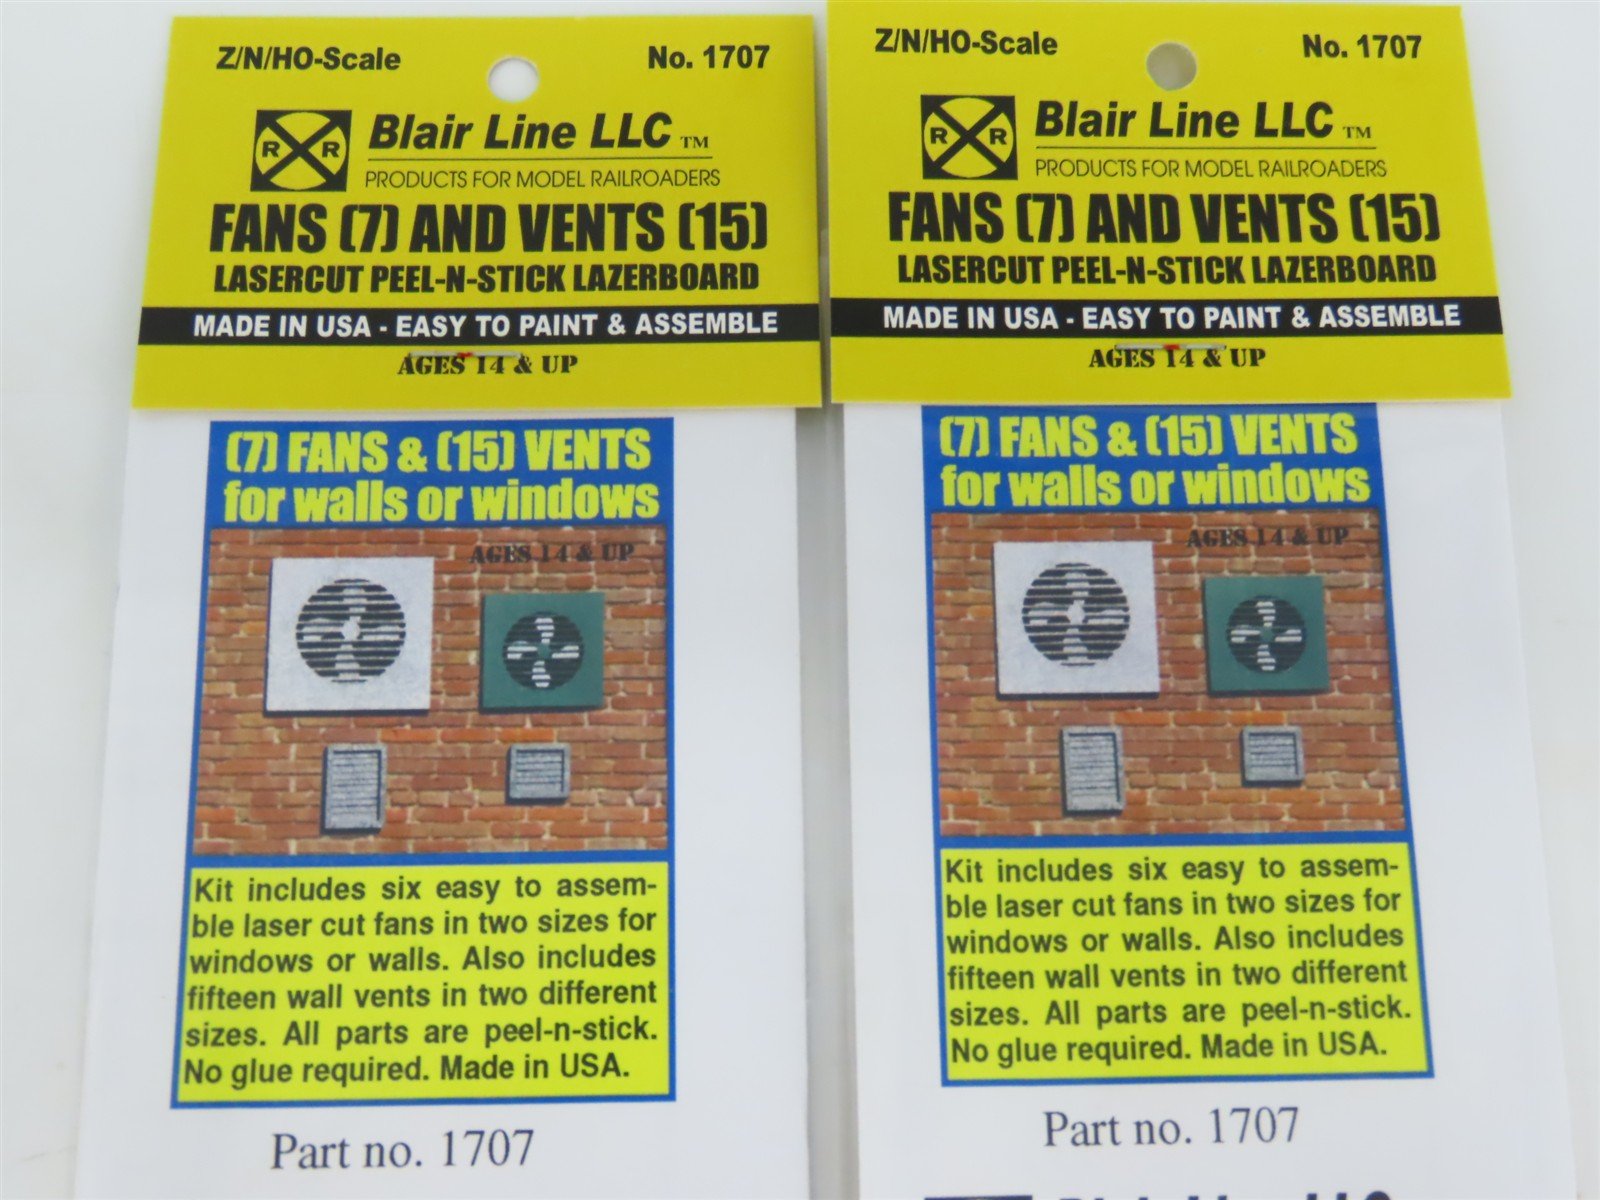 Z/N/HO-Scale No. 1707
R R Blair Line LLC TM
PRODUCTS FOR MODEL RAILROADERS
FANS (7) AND VENTS (15)
LASERCUT PEEL-N-STICK LAZERBOARD
MADE IN USA - EASY TO PAINT & ASSEMBLE
AGES 14 & UP
(7) FANS & (15) VENTS
for walls or windows
AGES 14 & UP
Kit includes six easy to assem-
ble laser cut fans in two sizes for
windows or walls. Also includes
fifteen wall vents in two different
sizes. All parts are peel-n-stick.
No glue required. Made in USA.
Part no. 1707
Z/N/HO-Scale No. 1707
R R Blair Line LLC TM
PRODUCTS FOR MODEL RAILROADERS
FANS (7) AND VENTS (15)
LASERCUT PEEL-N-STICK LAZERBOARD
MADE IN USA - EASY TO PAINT & ASSEMBLE
AGES 14 & UP
(7) FANS & (15) VENTS
for walls or windows
AGES 14 & UP
Kit includes six easy to assem-
ble laser cut fans in two sizes for
windows or walls. Also includes
fifteen wall vents in two different
sizes. All parts are peel-n-stick.
No glue required. Made in USA.
Part no. 1707